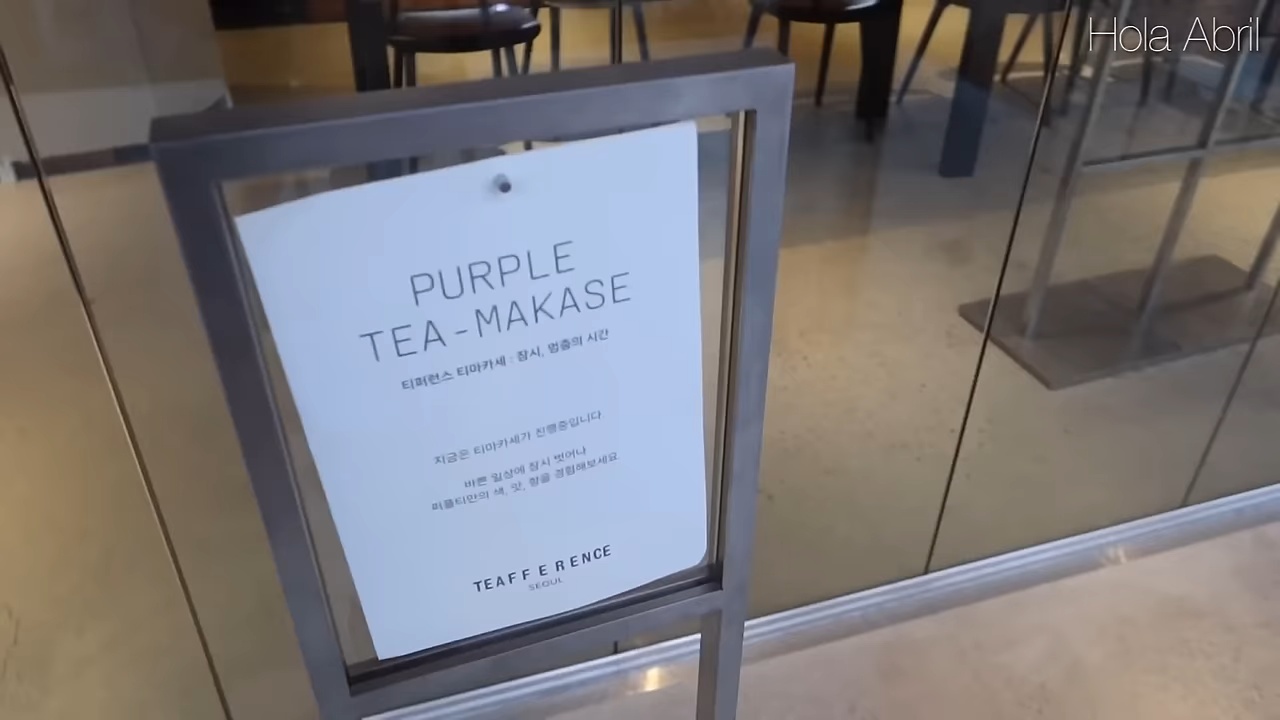 Hola Abril
PURPLE
TEA-MAKASE
티퍼런스 티마카세 : 잠시, 멈춤의 시간
지금은 티마카세가 진행중입니다
바쁜 일상에 잠시 벗어나
퍼플티만의 색, 맛, 향을 경험해보세요
TEAFFERENCE
SEOUL